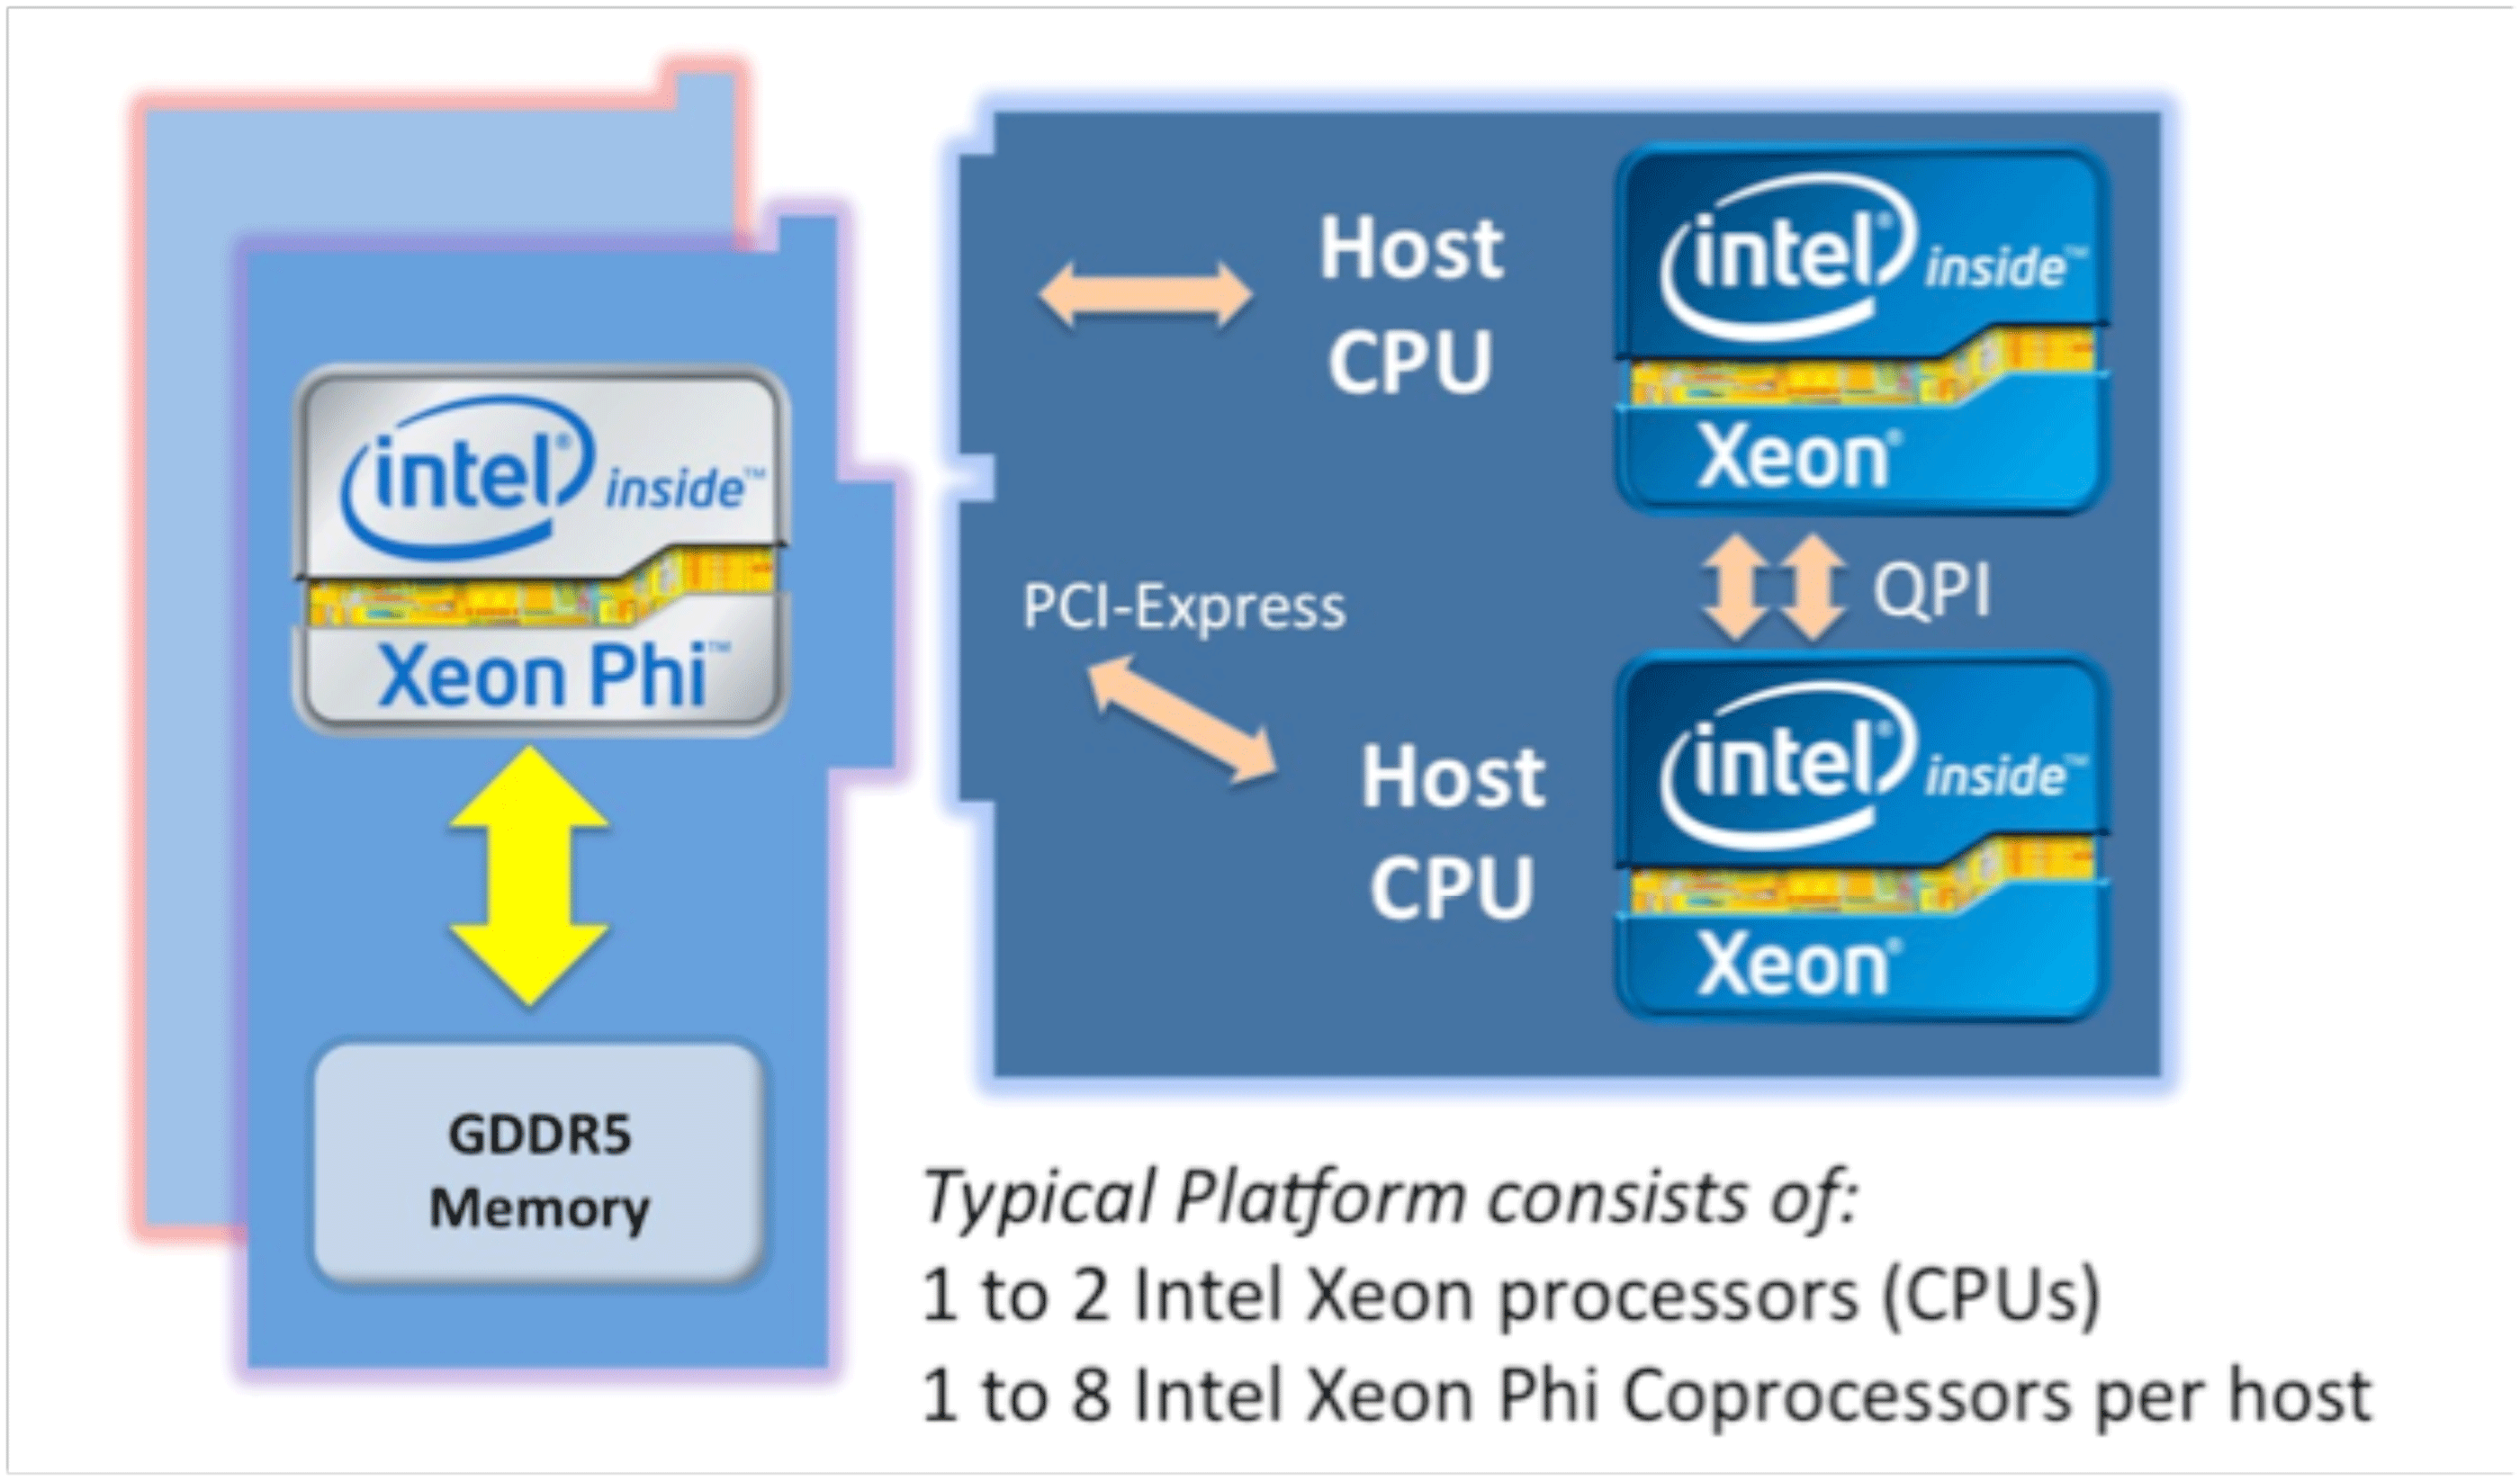 intel® inside™
Xeon Phi™
GDDR5
Memory
Host
CPU
intel® inside™
Xeon®
PCI-Express
QPI
Host
CPU
intel® inside™
Xeon®
Typical Platform consists of:
1 to 2 Intel Xeon processors (CPUs)
1 to 8 Intel Xeon Phi Coprocessors per host